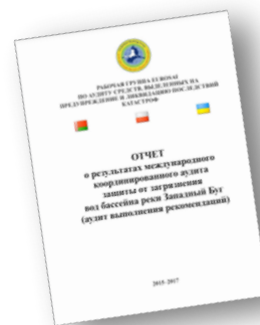 РАБОЧАЯ ГРУППА EUROSAI
ПО АУДИТУ СРЕДСТВ, ВЫДЕЛЕННЫХ НА
ПРЕДУПРЕЖДЕНИЕ И ЛИКВИДАЦИЮ ПОСЛЕДСТВИЙ
КАТАСТРОФ
ОТЧЕТ
о результатах международного
координированного аудита
защиты от загрязнения
вод бассейна реки Западный Буг
(аудит выполнения рекомендаций)
2015-2017